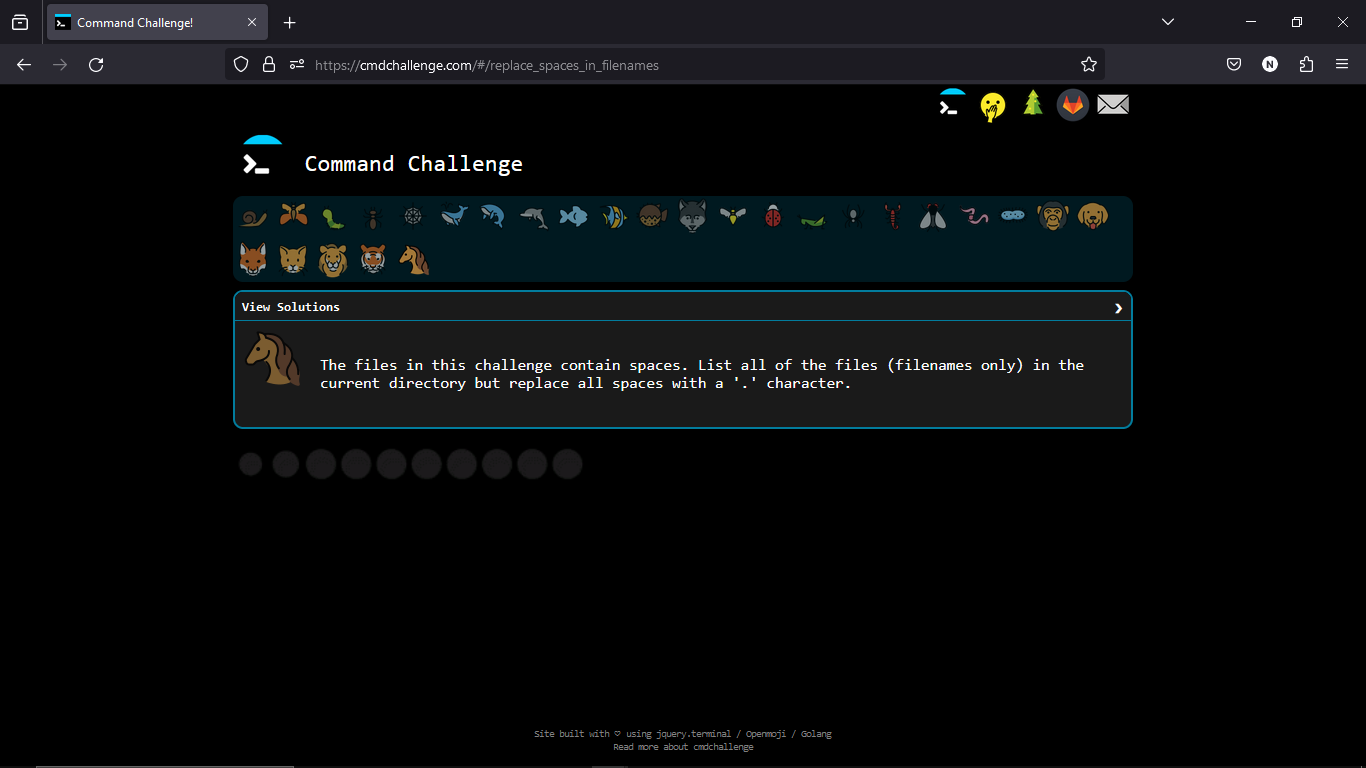 Command Challenge!
https://cmdchallenge.com/#/replace_spaces_in_filenames
N
Command Challenge
View Solutions
The files in this challenge contain spaces. List all of the files (filenames only) in the
current directory but replace all spaces with a '.' character.
Site built with ♡ using jquery.terminal / Openmoji / Golang
Read more about cmdchallenge